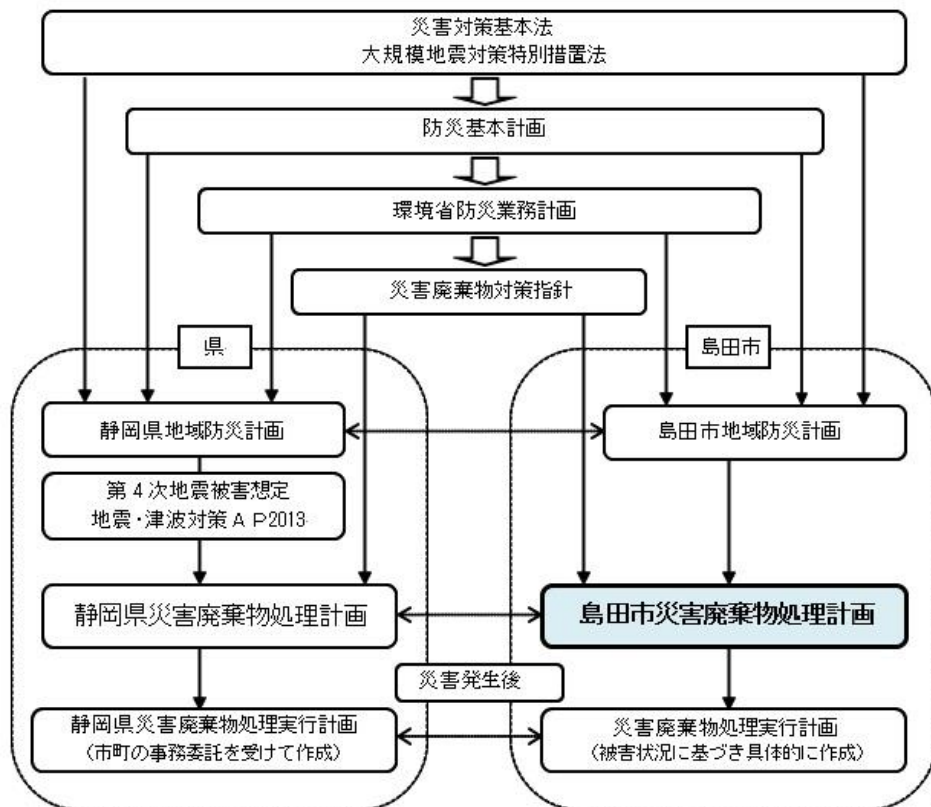 災害対策基本法
大規模地震対策特別措置法
防災基本計画
環境省防災業務計画
災害廃棄物対策指針
県
島田市
静岡県地域防災計画
島田市地域防災計画
第4次地震被害想定
地震・津波対策AP2013
静岡県災害廃棄物処理計画
島田市災害廃棄物処理計画
災害発生後
静岡県災害廃棄物処理実行計画
(市町の事務委託を受けて作成)
災害廃棄物処理実行計画
(被害状況に基づき具体的に作成)